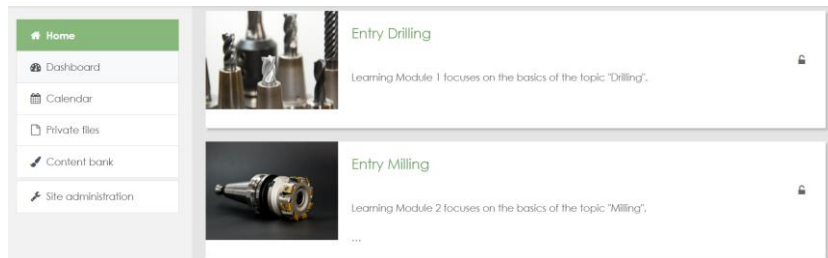 Home
Dashboard
Calendar
Private files
Content bank
Site administration
Entry Drilling
Learning Module 1 focuses on the basics of the topic "Drilling".
Entry Milling
Learning Module 2 focuses on the basics of the topic "Milling".
...